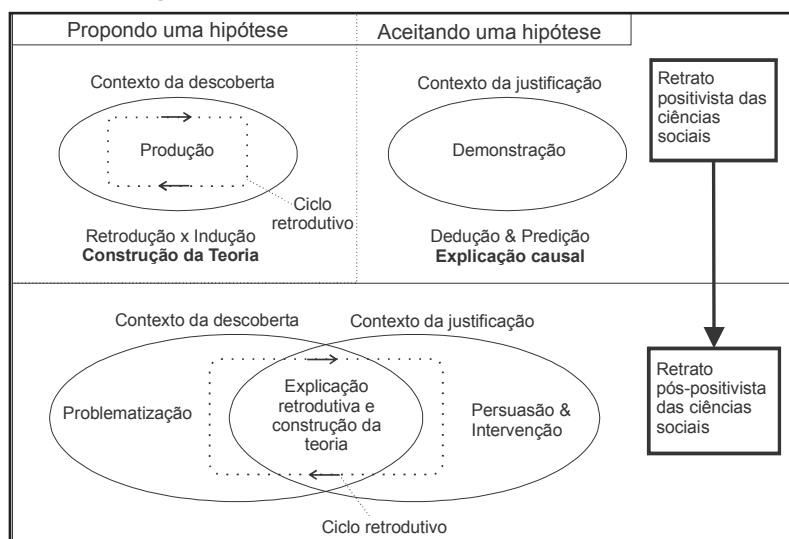 Propondo uma hipótese
Aceitando uma hipótese
Contexto da descoberta
Produção
Ciclo
retrodutivo
Retrodução x Indução
Construção da Teoria
Contexto da justificação
Demonstração
Dedução & Predição
Explicação causal
Retrato
positivista das
ciências
sociais
Contexto da descoberta
Contexto da justificação
Problematização
Explicação
retrodutiva e
construção da
teoria
Persuasão &
Intervenção
Ciclo retrodutivo
Retrato
pós-positivista
das ciências
sociais